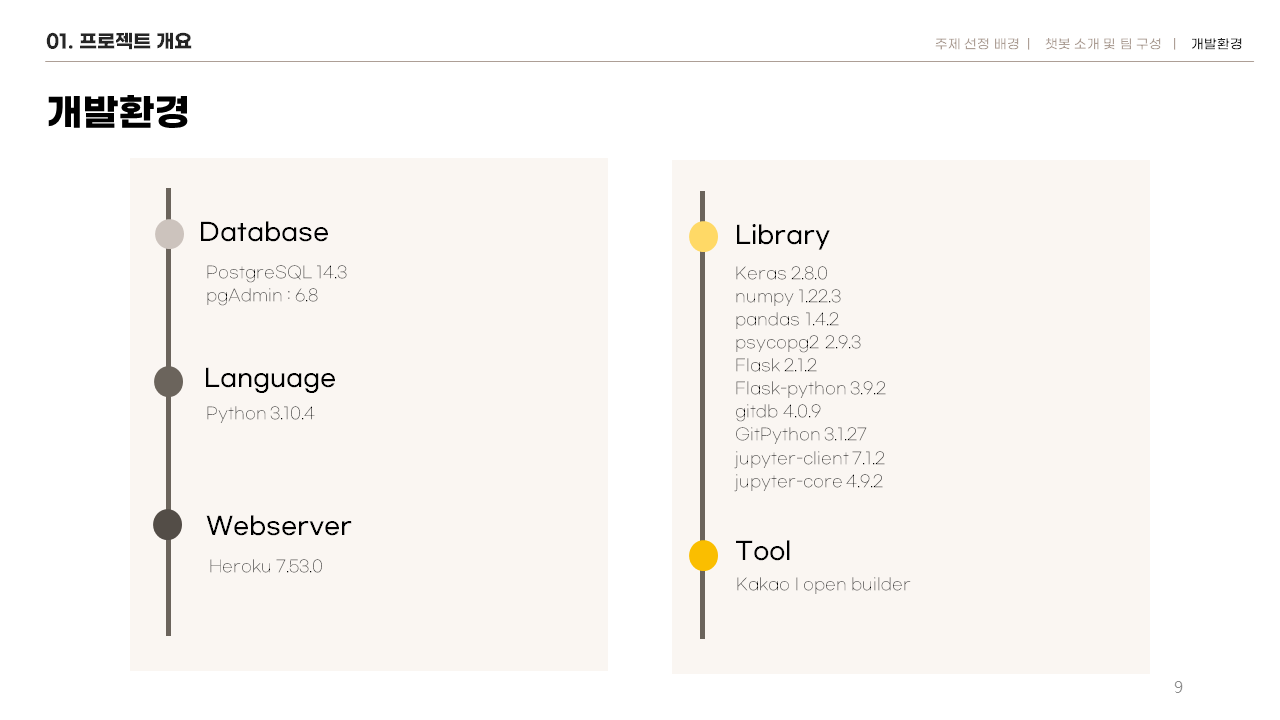 01. 프로젝트 개요
주제 선정 배경 | 챗봇 소개 및 팀 구성 | 개발환경
개발환경
Database
PostgreSQL 14.3
pgAdmin : 6.8
Language
Python 3.10.4
Webserver
Heroku 7.53.0
Library
Keras 2.8.0
numpy 1.22.3
pandas 1.4.2
psycopg2 2.9.3
Flask 2.1.2
Flask-python 3.9.2
gitdb 4.0.9
GitPython 3.1.27
jupyter-client 7.1.2
jupyter-core 4.9.2
Tool
Kakao I open builder
9